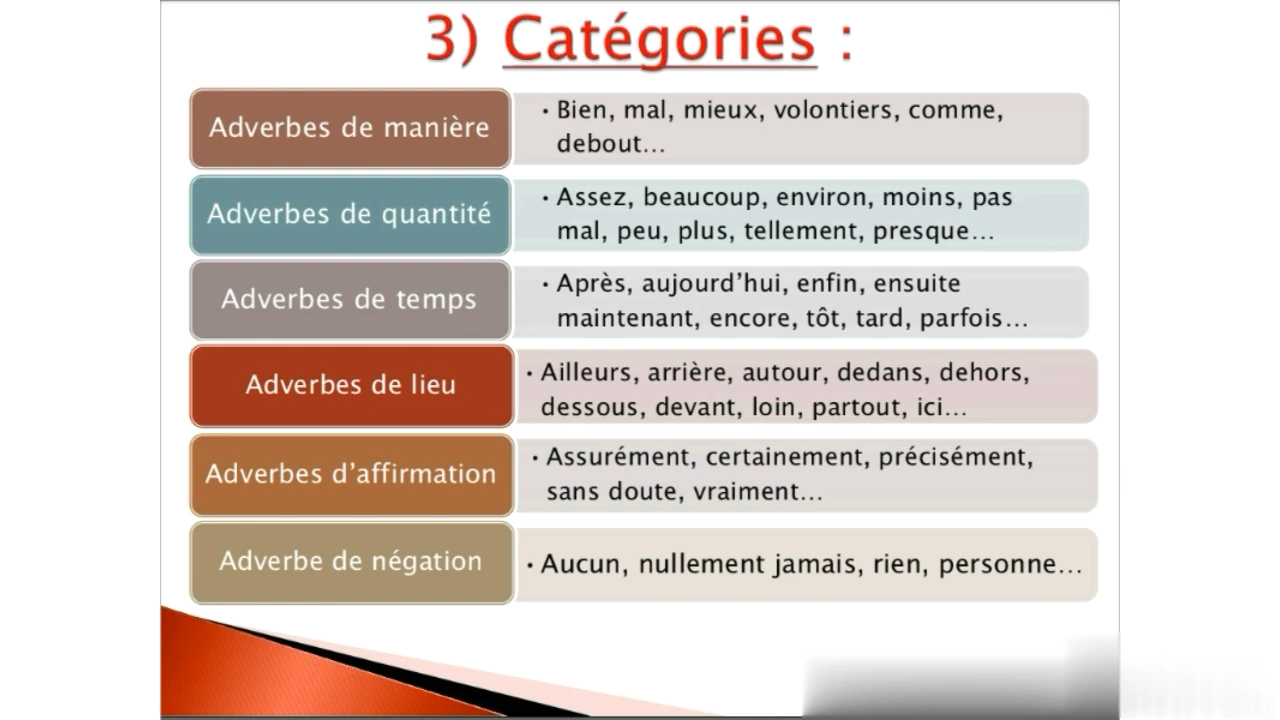 3) Catégories :
Adverbes de manière
• Bien, mal, mieux, volontiers, comme,
debout…
Adverbes de quantité
• Assez, beaucoup, environ, moins, pas
mal, peu, plus, tellement, presque…
Adverbes de temps
• Après, aujourd’hui, enfin, ensuite
maintenant, encore, tôt, tard, parfois…
Adverbes de lieu
• Ailleurs, arrière, autour, dedans, dehors,
dessous, devant, loin, partout, ici…
Adverbes d’affirmation
• Assurément, certainement, précisément,
sans doute, vraiment…
Adverbe de négation
• Aucun, nullement jamais, rien, personne…